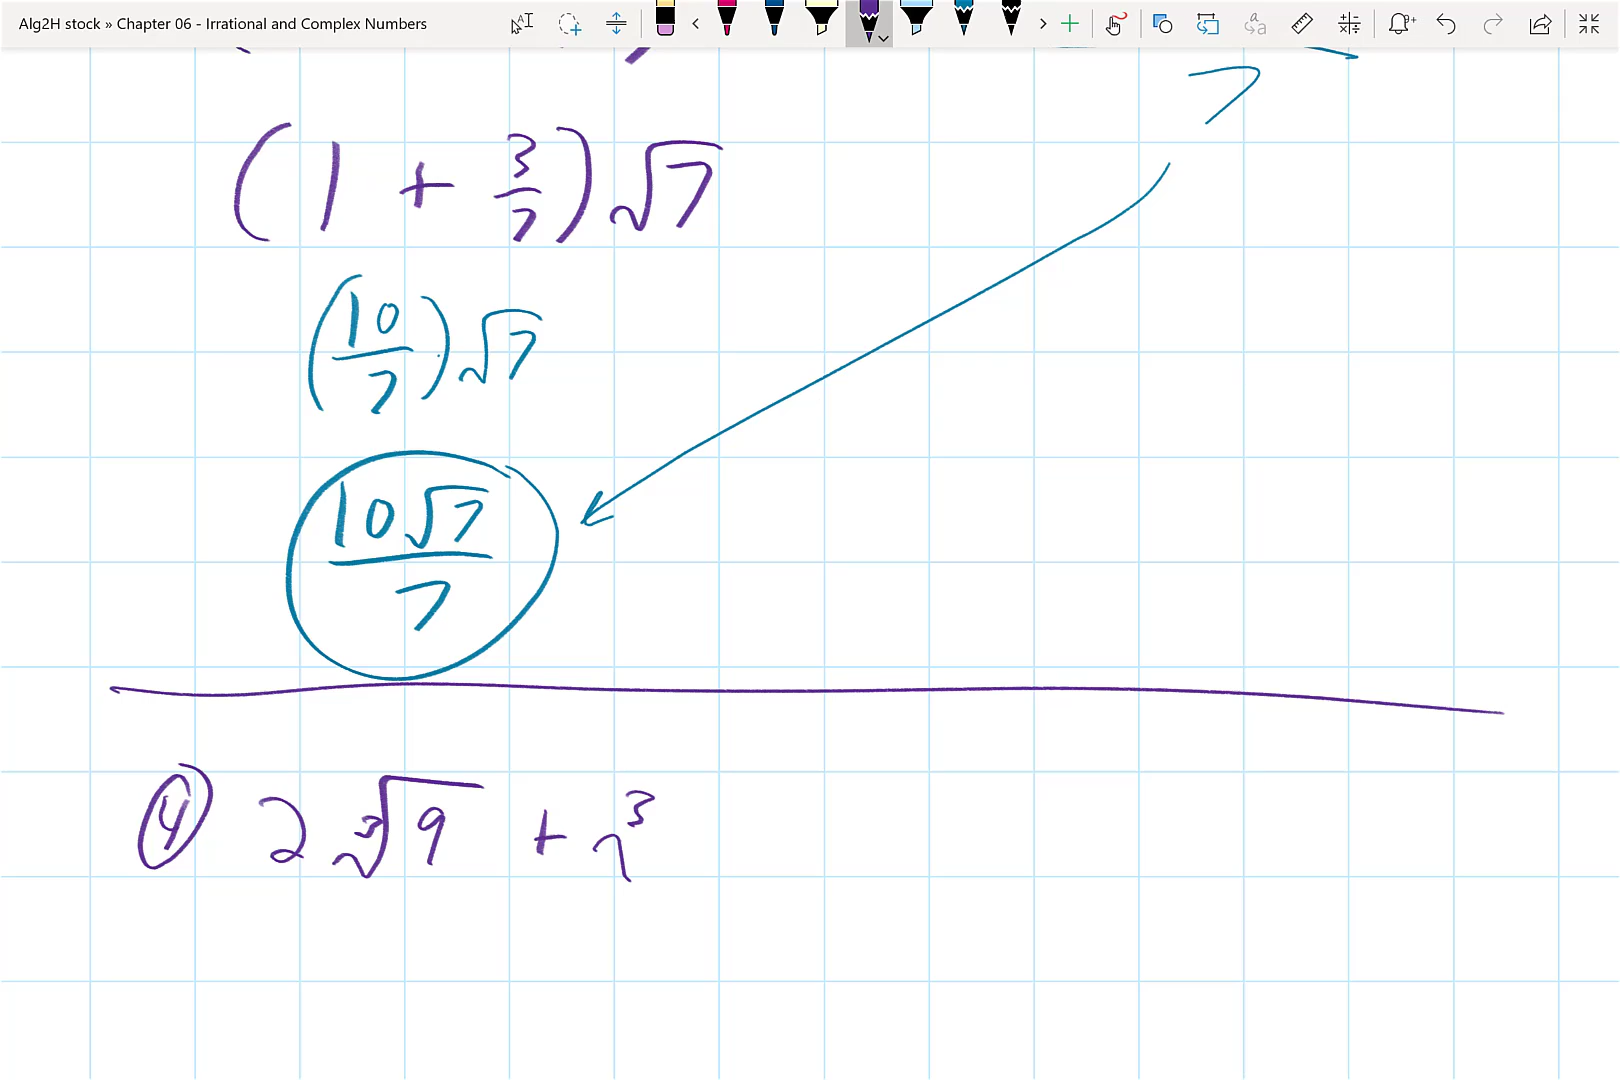 Alg2H stock » Chapter 06 - Irrational and Complex Numbers
7
(1 + 3/7)√7
(10/7)√7
10√7/7
④ 2∛9 + 3